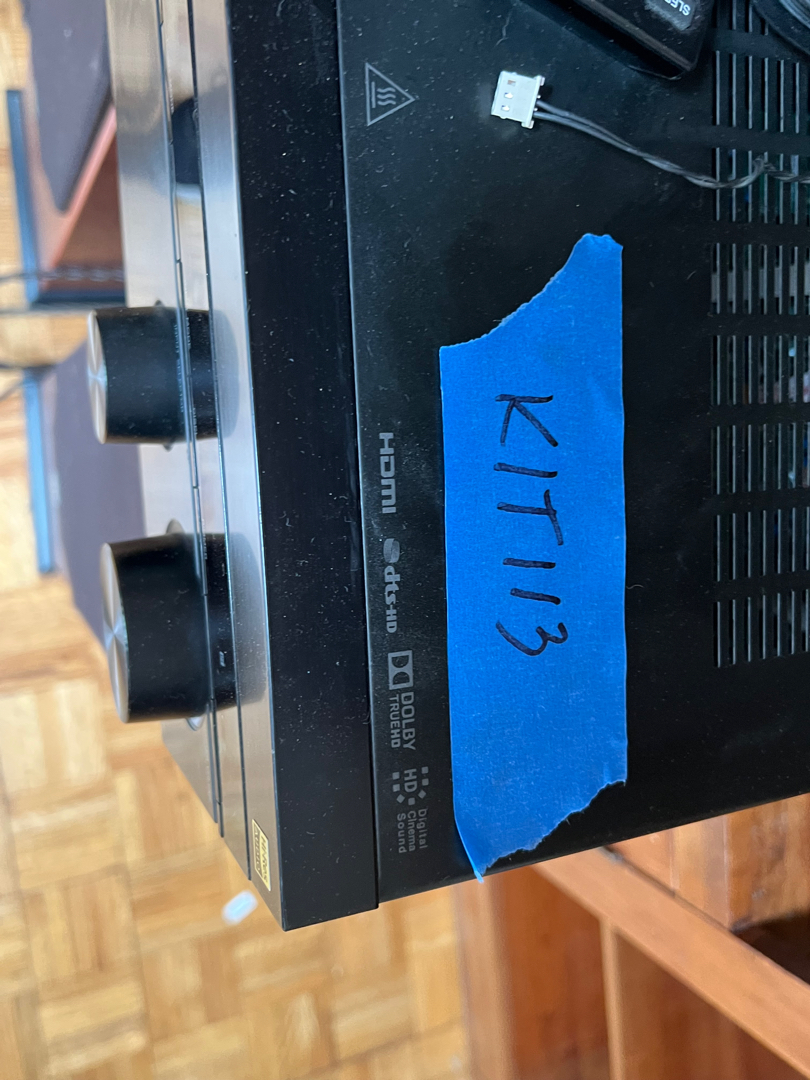 KIT113
HDMI
dts-HD
DOLBY
TRUEHD
HD
Digital
Cinema
Sound